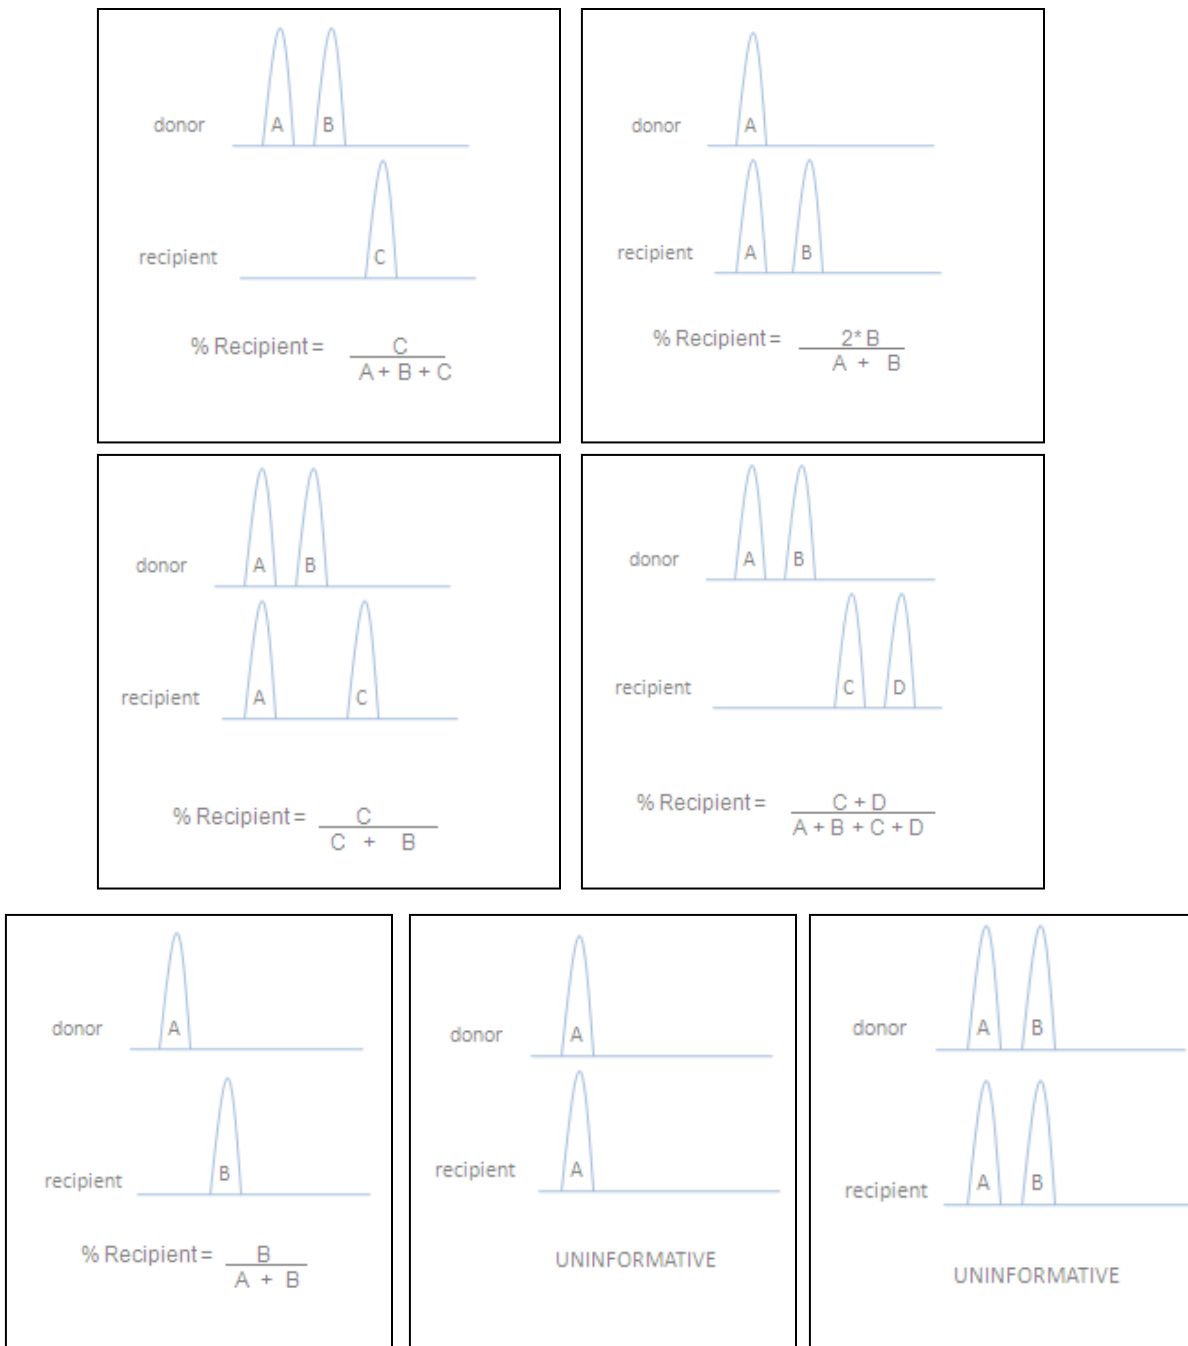 donor A B
recipient C
% Recipient = C
A + B + C
donor A
recipient A B
% Recipient = 2* B
A + B
donor A B
recipient A C
% Recipient = C
C + B
donor A B
recipient C D
% Recipient = C + D
A + B + C + D
donor A
recipient B
% Recipient = B
A + B
donor A
recipient A
UNINFORMATIVE
donor A B
recipient A B
UNINFORMATIVE